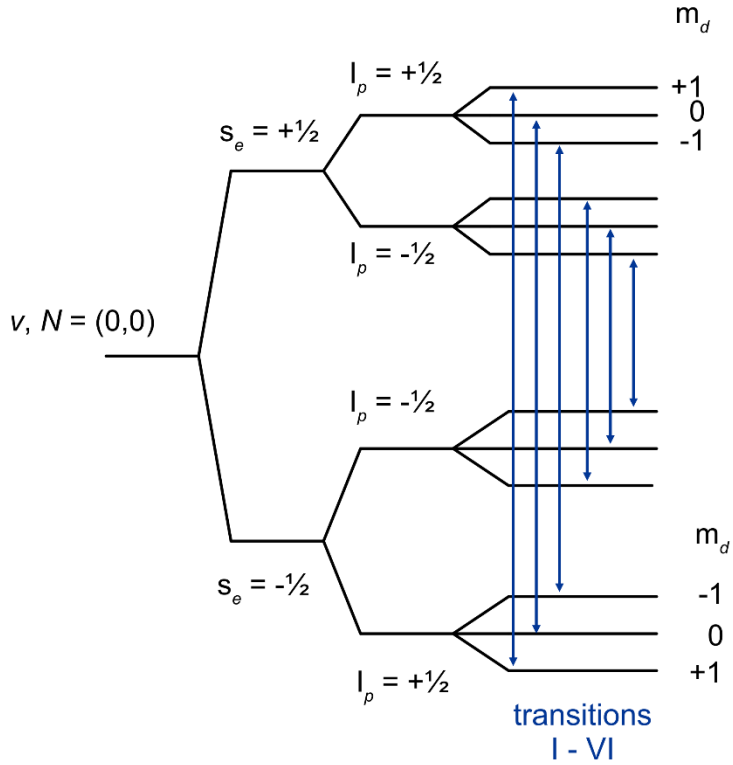 m_d
I_p = +½
+1
s_e = +½
0
-1
I_p = -½
v, N = (0,0)
I_p = -½
m_d
s_e = -½
-1
0
I_p = +½
+1
transitions
I - VI